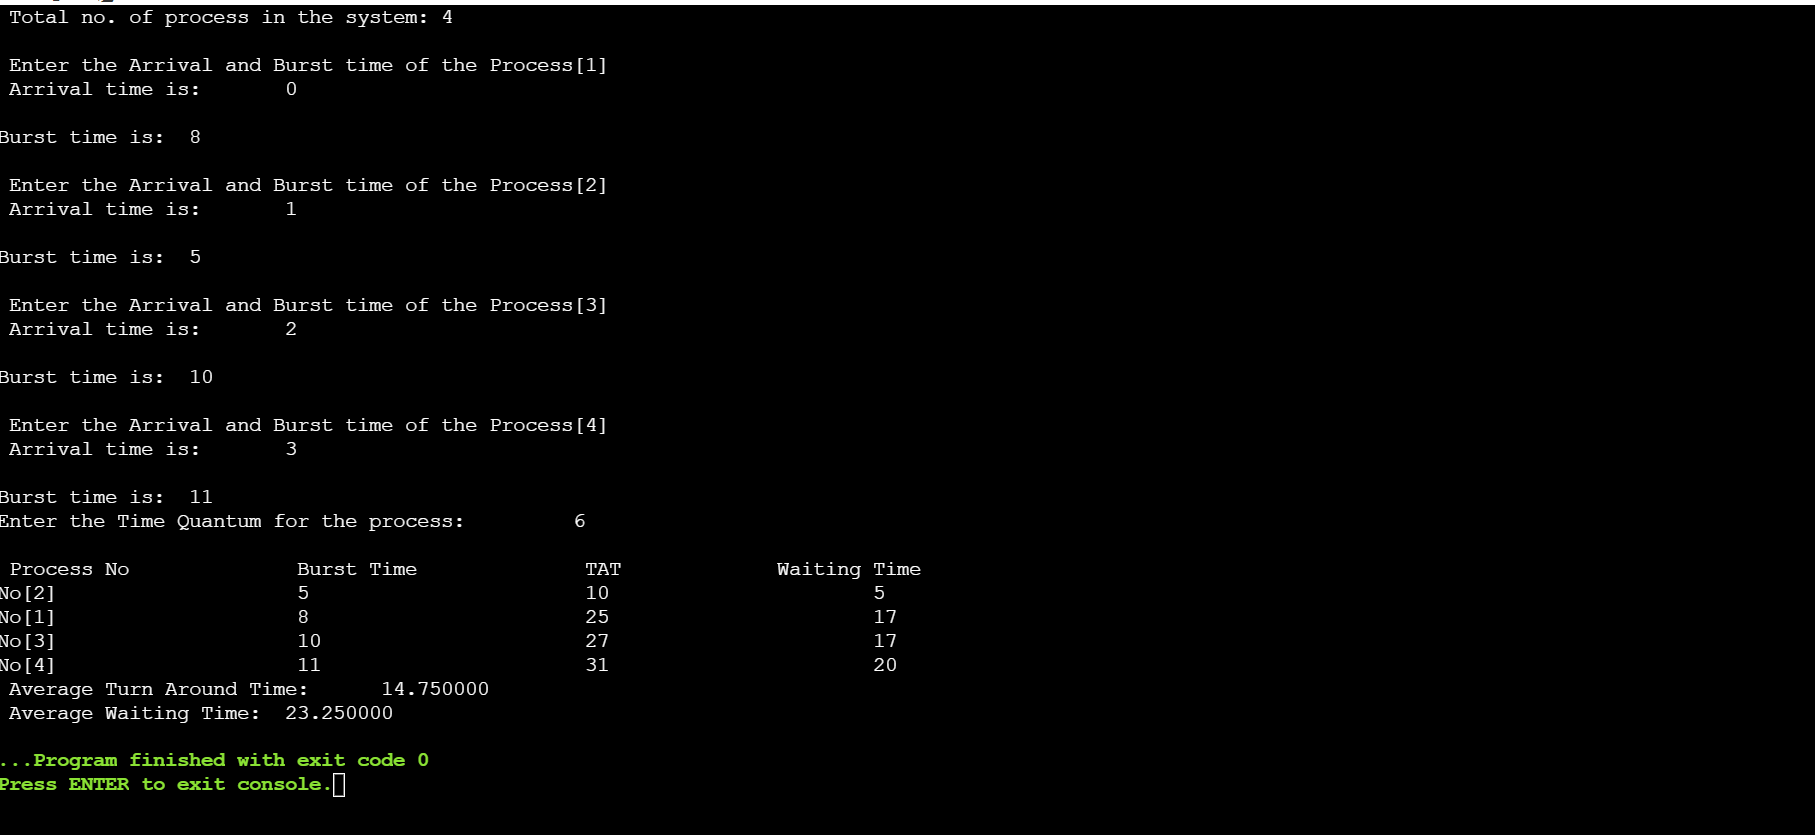 Total no. of process in the system: 4
Enter the Arrival and Burst time of the Process[1]
Arrival time is: 0
Burst time is: 8
Enter the Arrival and Burst time of the Process[2]
Arrival time is: 1
Burst time is: 5
Enter the Arrival and Burst time of the Process[3]
Arrival time is: 2
Burst time is: 10
Enter the Arrival and Burst time of the Process[4]
Arrival time is: 3
Burst time is: 11
Enter the Time Quantum for the process: 6
Process No Burst Time TAT Waiting Time
No[2] 5 10 5
No[1] 8 25 17
No[3] 10 27 17
No[4] 11 31 20
Average Turn Around Time: 14.750000
Average Waiting Time: 23.250000
...Program finished with exit code 0
Press ENTER to exit console.